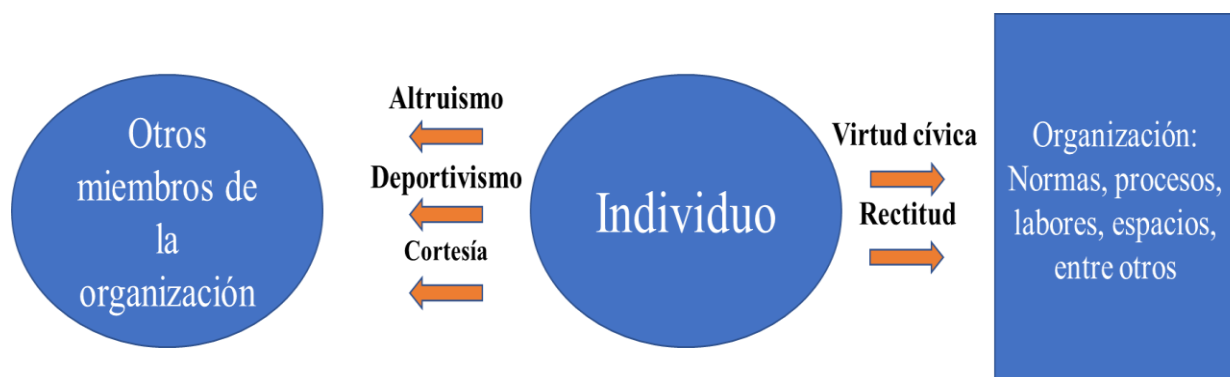 Otros
miembros de
la
organización
Altruismo
Deportivismo
Cortesía
Individuo
Virtud cívica
Rectitud
Organización:
Normas, procesos,
labores, espacios,
entre otros